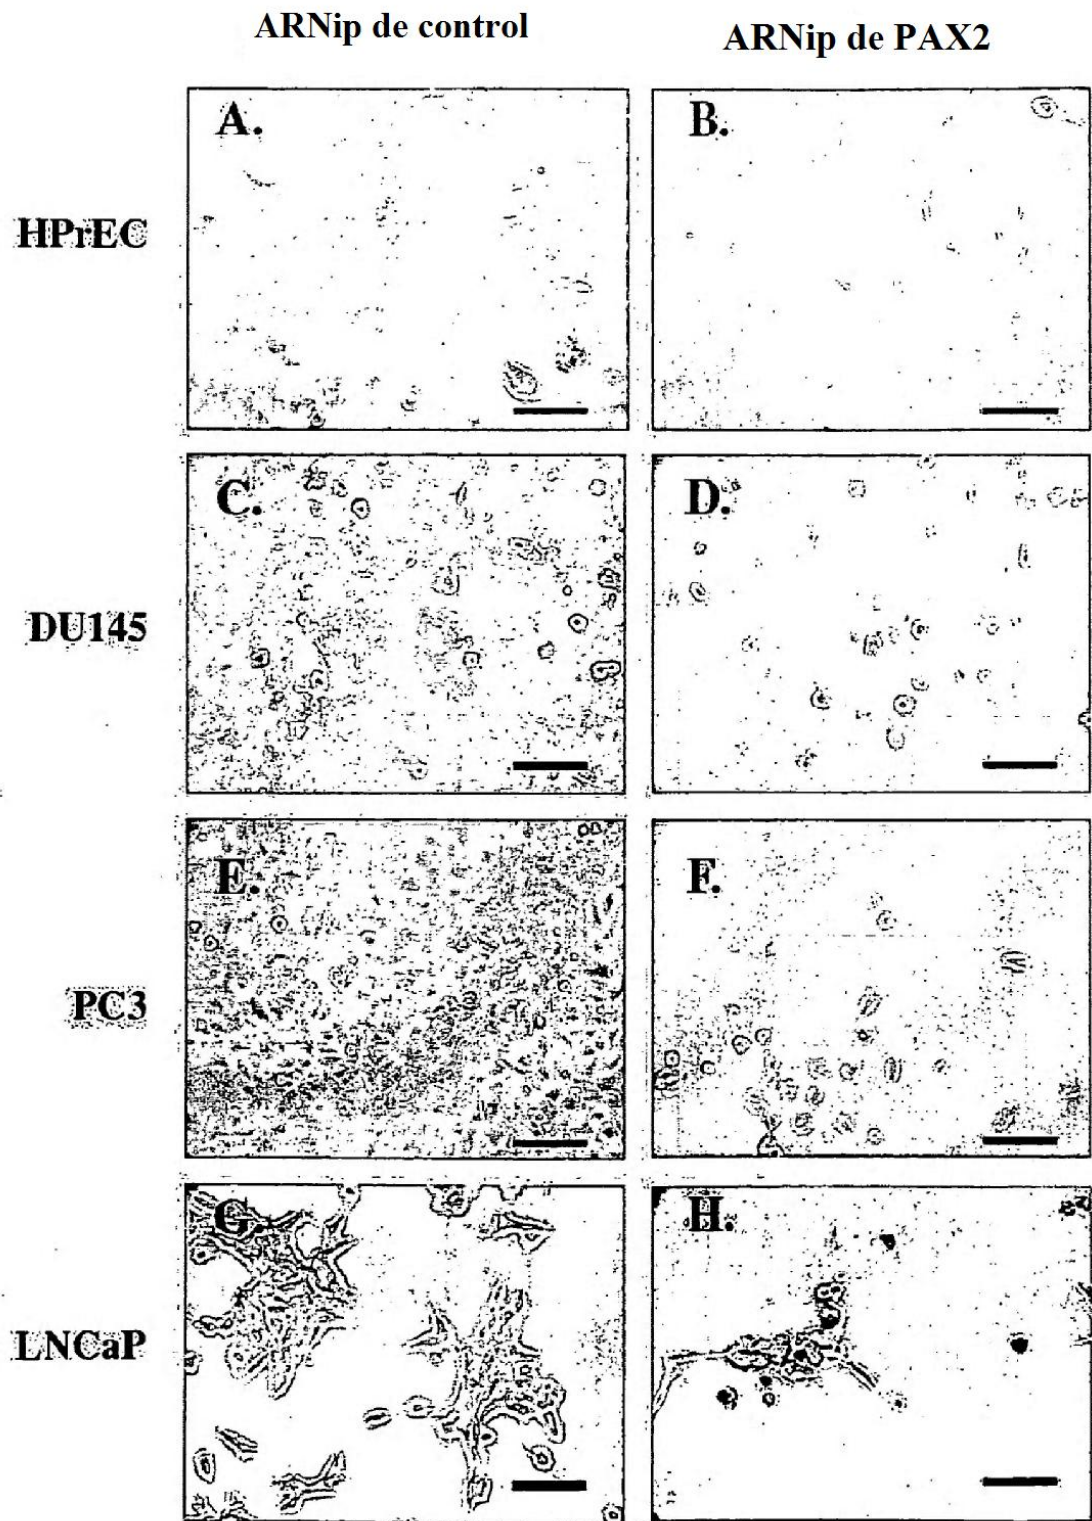 ARNip de control
ARNip de PAX2
A.
B.
HPrEC
C.
D.
DU145
E.
F.
PC3
G.
H.
LNCaP